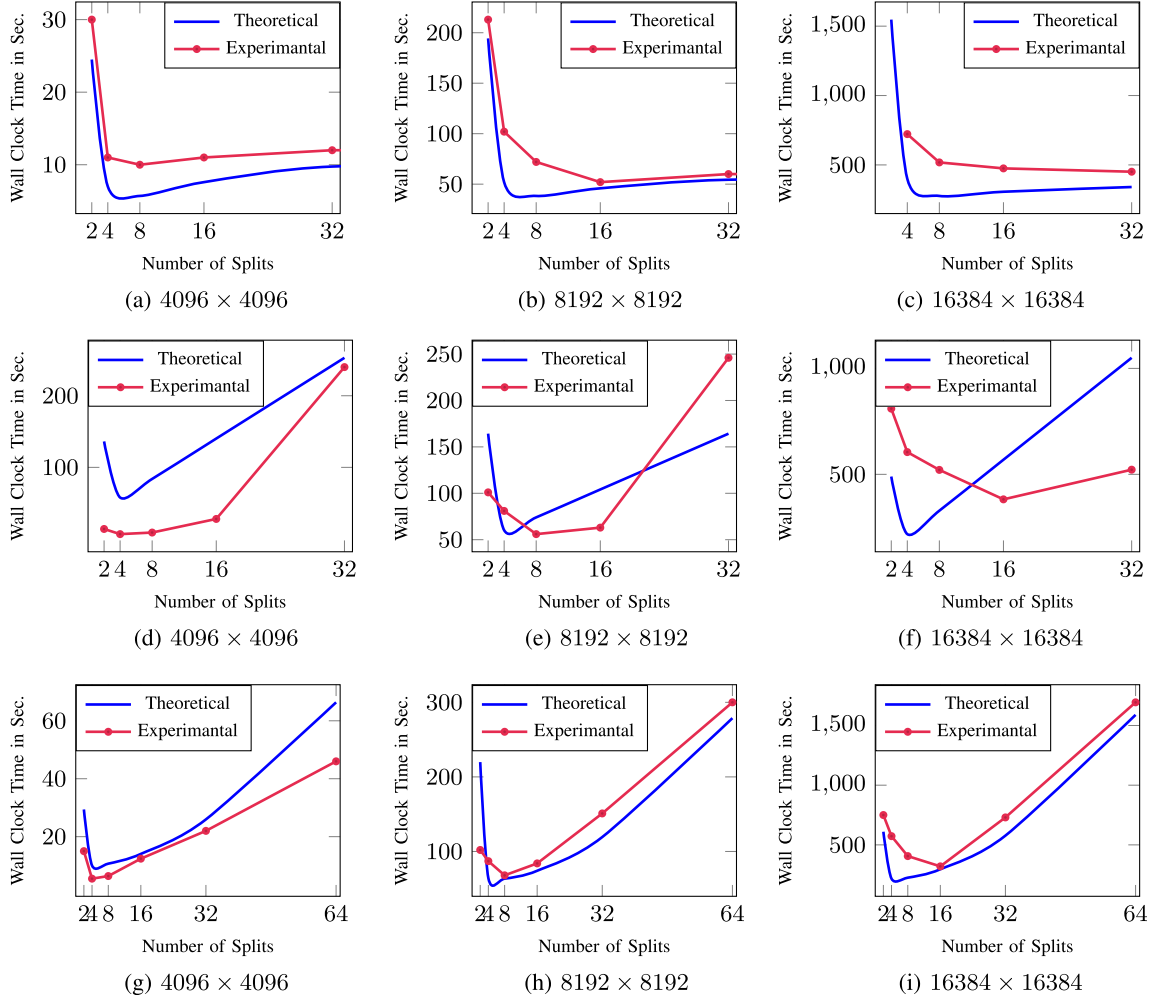 Wall Clock Time in Sec.
30
20
10
Theoretical
Experimantal
2 4 8 16 32
Number of Splits
(a) 4096 × 4096
Wall Clock Time in Sec.
200
150
100
50
Theoretical
Experimantal
2 4 8 16 32
Number of Splits
(b) 8192 × 8192
Wall Clock Time in Sec.
1,500
1,000
500
Theoretical
Experimantal
4 8 16 32
Number of Splits
(c) 16384 × 16384
Wall Clock Time in Sec.
200
100
Theoretical
Experimantal
2 4 8 16 32
Number of Splits
(d) 4096 × 4096
Wall Clock Time in Sec.
250
200
150
100
50
Theoretical
Experimantal
2 4 8 16 32
Number of Splits
(e) 8192 × 8192
Wall Clock Time in Sec.
1,000
500
Theoretical
Experimantal
2 4 8 16 32
Number of Splits
(f) 16384 × 16384
Wall Clock Time in Sec.
60
40
20
Theoretical
Experimantal
2 4 8 16 32 64
Number of Splits
(g) 4096 × 4096
Wall Clock Time in Sec.
300
200
100
Theoretical
Experimantal
2 4 8 16 32 64
Number of Splits
(h) 8192 × 8192
Wall Clock Time in Sec.
1,500
1,000
500
Theoretical
Experimantal
2 4 8 16 32 64
Number of Splits
(i) 16384 × 16384